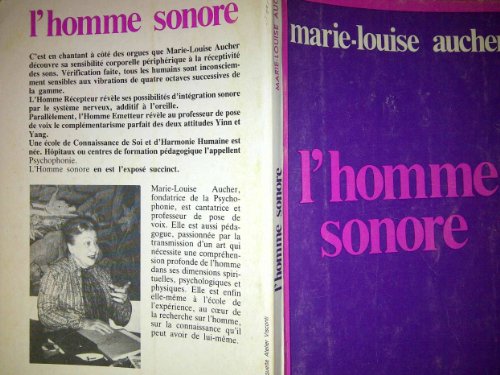 l'homme sonore
C'est en chantant à côté des orgues que Marie-Louise Aucher
découvre sa sensibilité corporelle périphérique à la réceptivité
des sons. Vérification faite, tous les humains sont inconsciem-
ment sensibles aux vibrations de quatre octaves successives de
la gamme.
L'Homme Récepteur révèle ses possibilités d'intégration sonore
par le système nerveux, additif à l'oreille.
Parallèlement, l'Homme Emetteur révèle au professeur de pose
de voix le complémentarisme parfait des deux attitudes Yinn et
Yang.
Une école de Connaissance de Soi et d'Harmonie Humaine est
née. Hôpitaux ou centres de formation pédagogique l'appellent
Psychophonie.
L'Homme sonore en est l'exposé succinct.
Marie-Louise Aucher,
fondatrice de la Psycho-
phonie, est cantatrice et
professeur de pose de
voix. Elle est aussi péda-
gogue, passionnée par la
transmission d'un art qui
nécessite une compréhen-
sion profonde de l'homme
dans ses dimensions spiri-
tuelles, psychologiques et
physiques. Elle est enfin
elle-même à l'école de
l'expérience, au cœur de
la recherche sur l'homme,
sur la connaissance qu'il
peut avoir de lui-même.
Atelier Visconti
MARIE LOUISE AUCHER
l'homme sonore
marie-louise aucher
l'homme
sonore